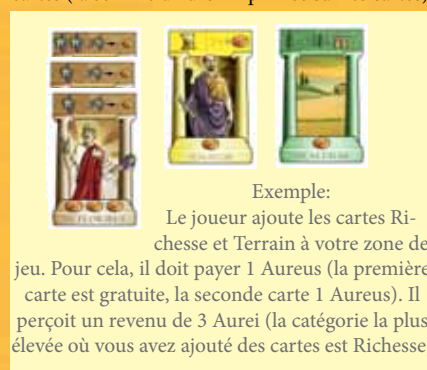 Exemple:
Le joueur ajoute les cartes Ri-
chesse et Terrain à votre zone de
jeu. Pour cela, il doit payer 1 Aureus (la première
carte est gratuite, la seconde carte 1 Aureus). Il
perçoit un revenu de 3 Aurei (la catégorie la plus
élevée où vous avez ajouté des cartes est Richesse